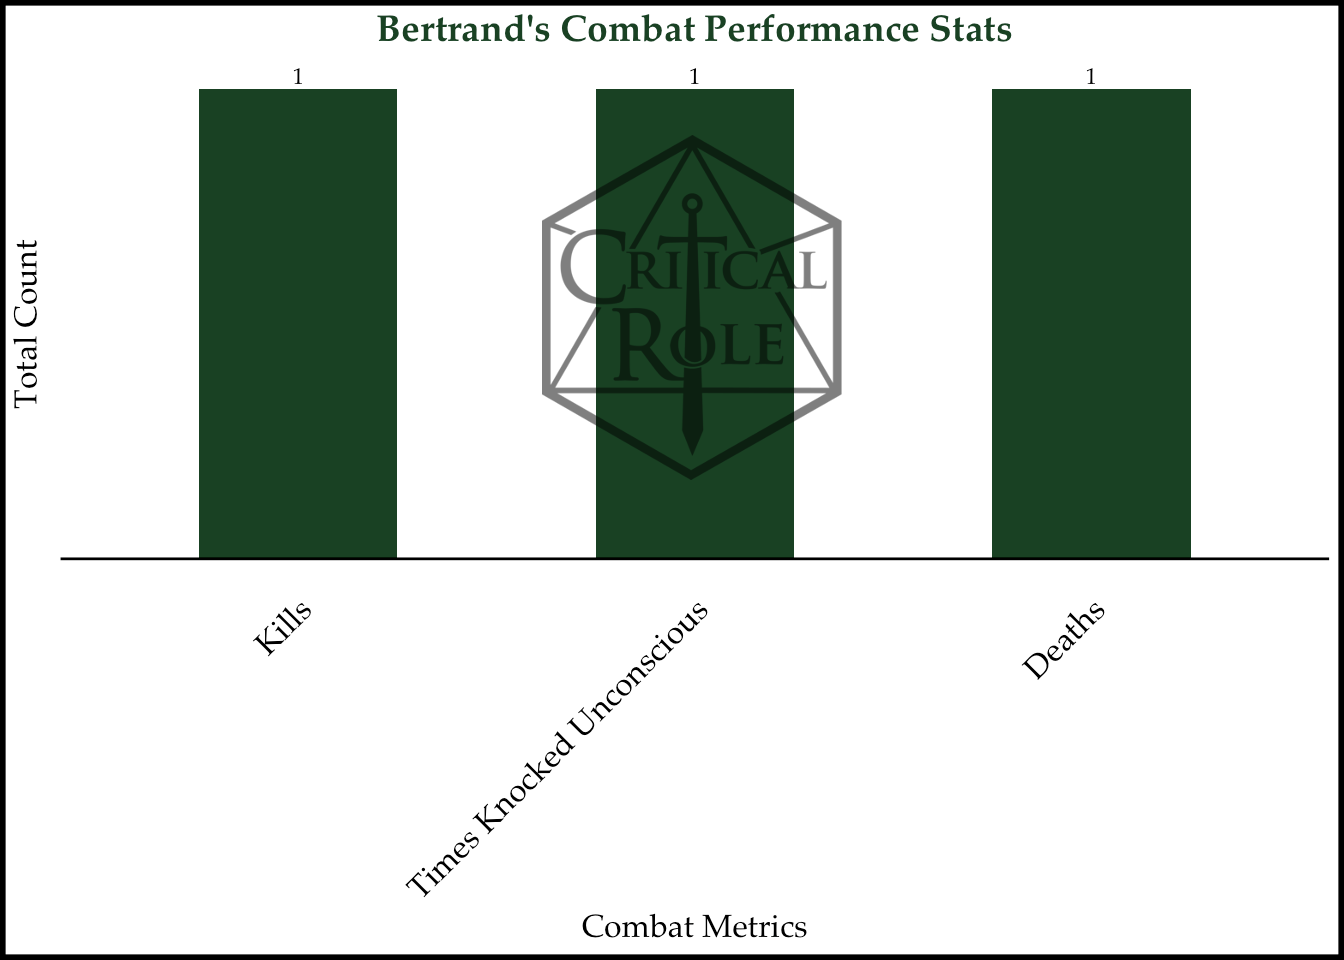 Bertrand's Combat Performance Stats
1
1
1
CRITICAL
ROLE
Total Count
Kills
Times Knocked Unconscious
Deaths
Combat Metrics